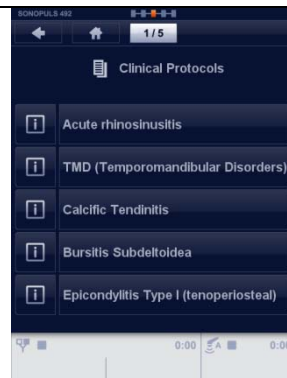 SONOPULS 492
1/5
Clinical Protocols
Acute rhinosinusitis
TMD (Temporomandibular Disorders)
Calcific Tendinitis
Bursitis Subdeltoidea
Epicondylitis Type I (tenoperiosteal)
0:00 A 0:00